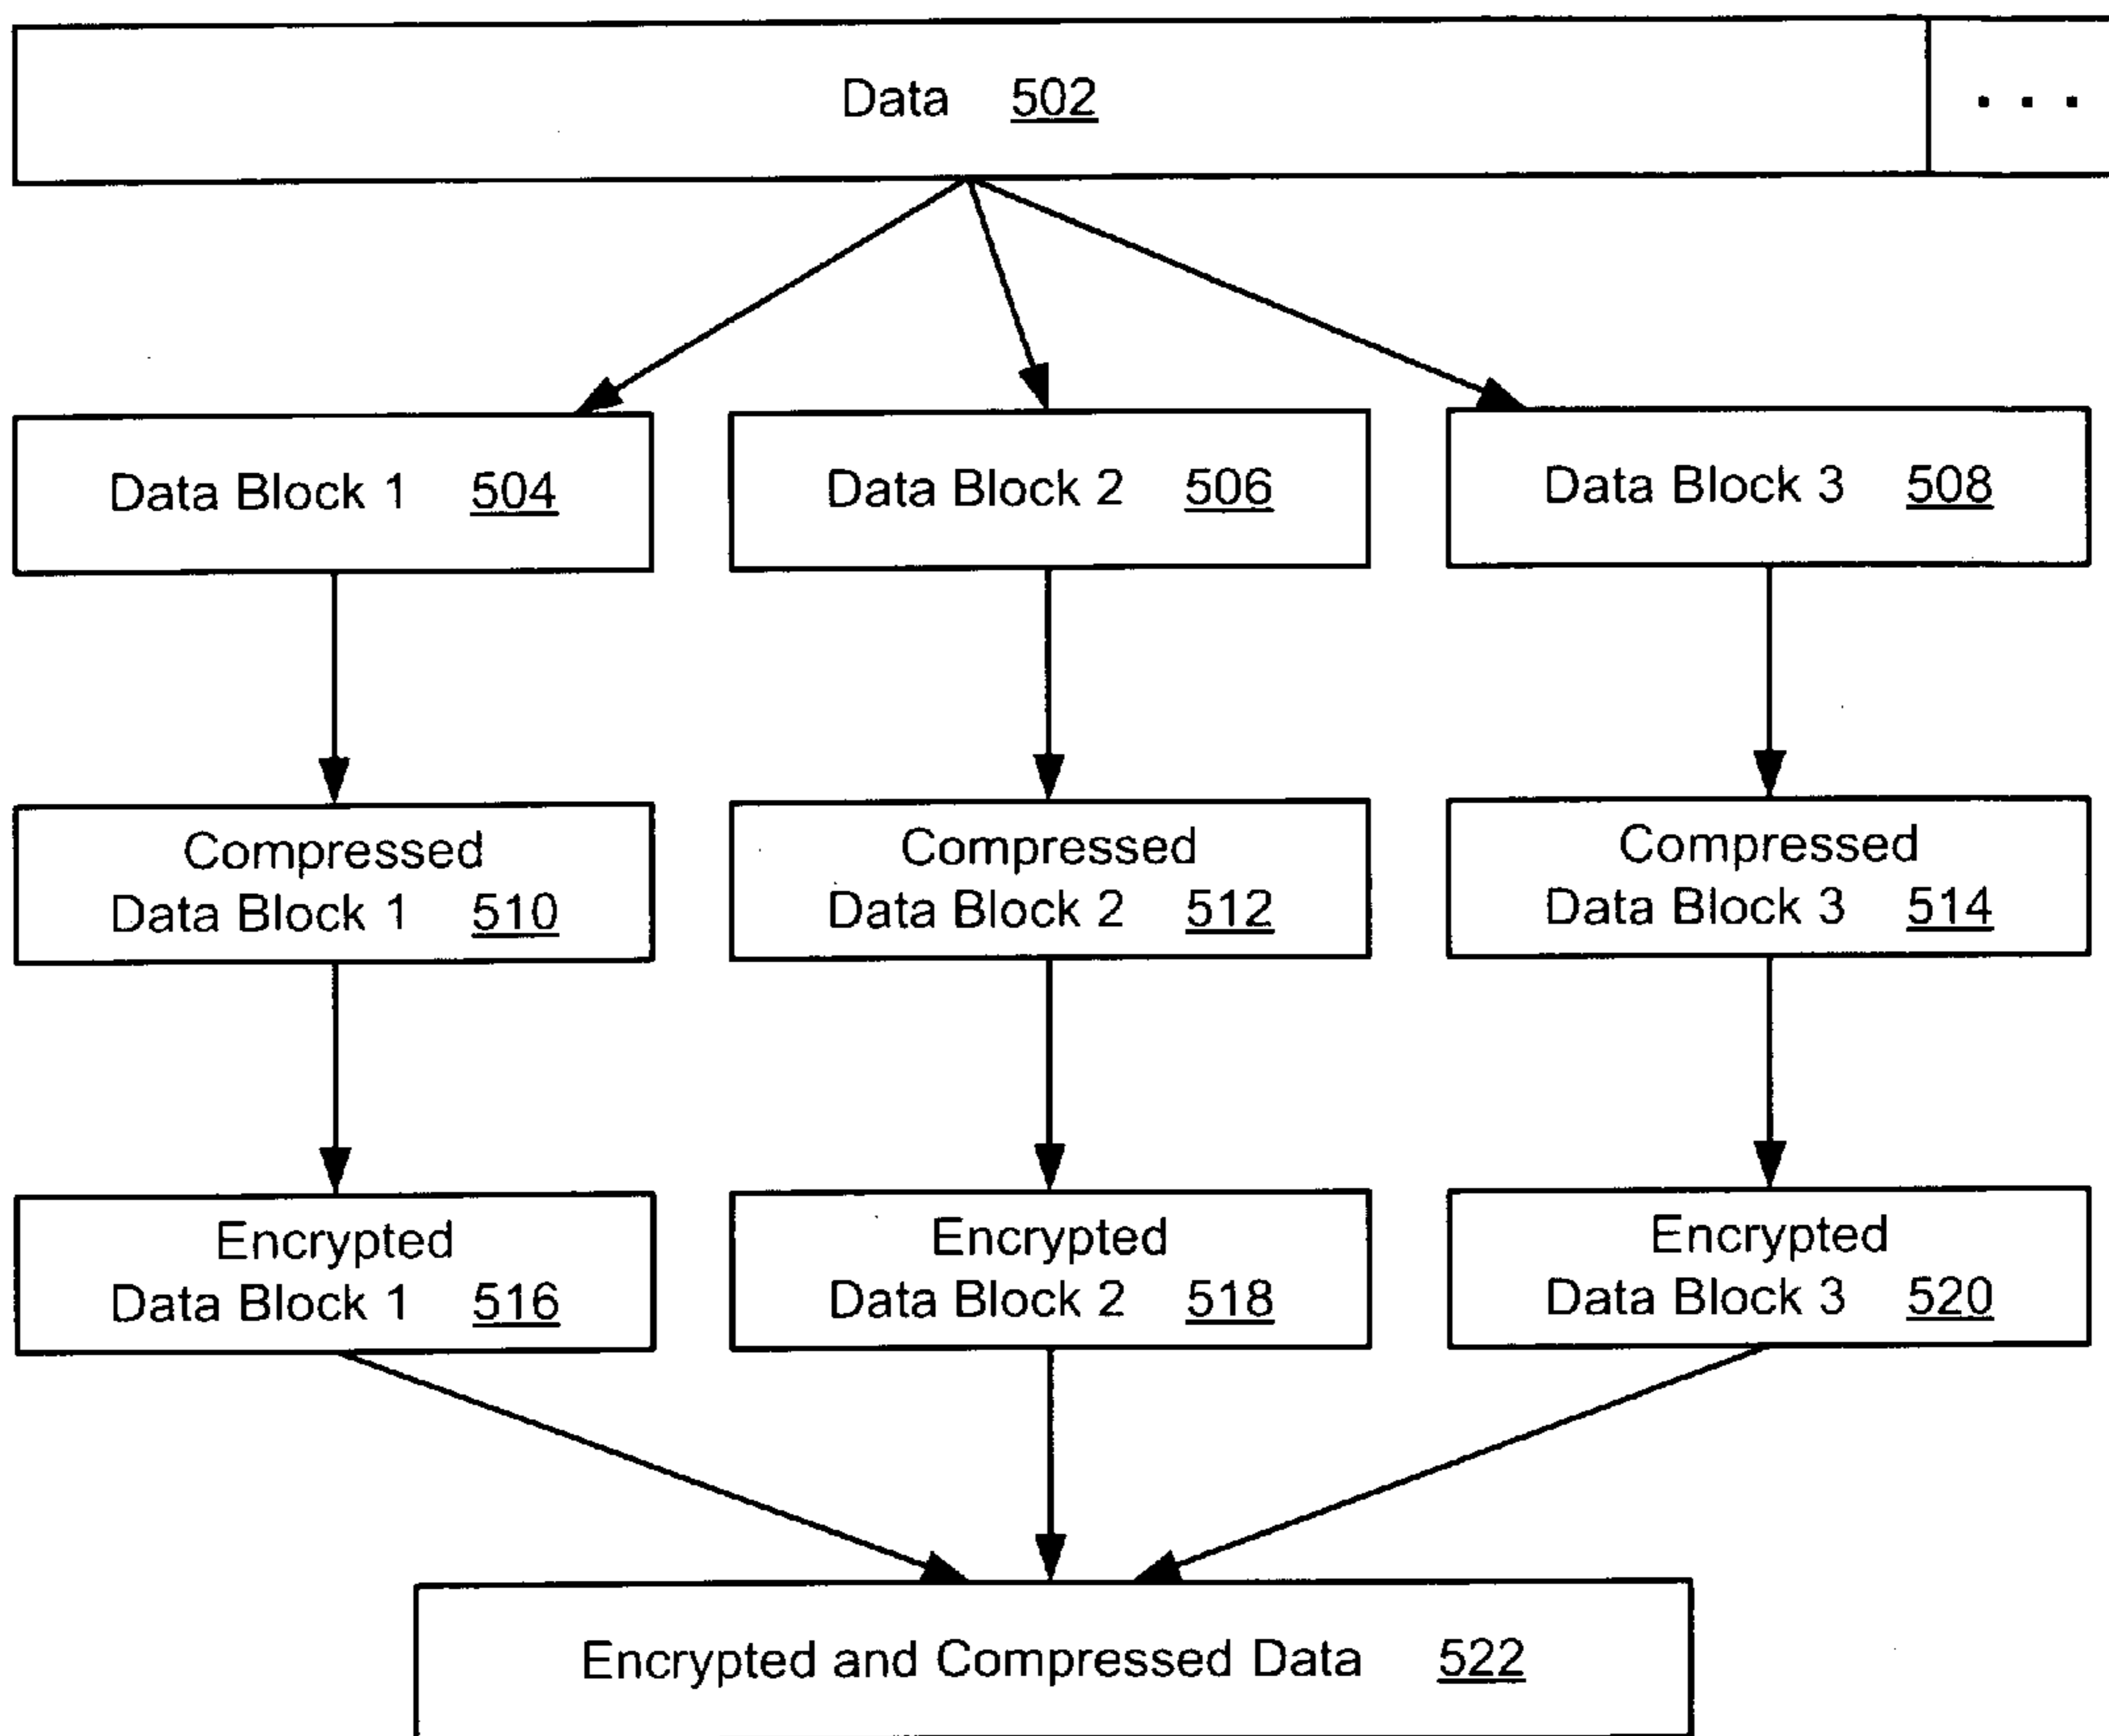 Data 502
. . .
Data Block 1 504
Data Block 2 506
Data Block 3 508
Compressed
Data Block 1 510
Compressed
Data Block 2 512
Compressed
Data Block 3 514
Encrypted
Data Block 1 516
Encrypted
Data Block 2 518
Encrypted
Data Block 3 520
Encrypted and Compressed Data 522